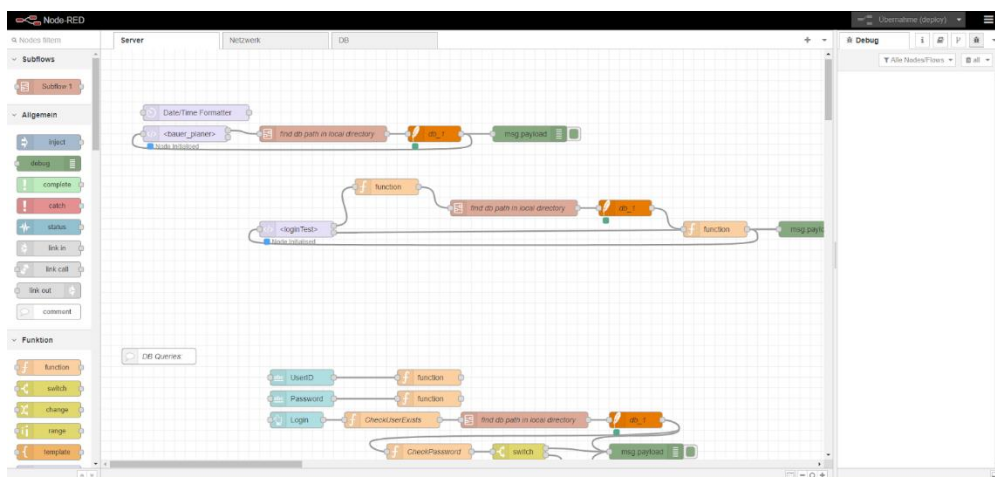 Node-RED
Übernahme (deploy)
Nodes filtern
Server
Netzwerk
DB
Debug
Subflows
Subflow 1
Allgemein
inject
debug
complete
catch
status
link in
link call
link out
comment
Funktion
function
switch
change
range
template
Date/Time Formatter
<bauer_planer>
Node Initialised
find db path in local directory
db_1
msg.payload
function
find db path in local directory
db_1
<loginTest>
Node Initialised
function
msg.paylo
DB Queries
UserID
function
Password
function
Login
CheckUserExists
find db path in local directory
db_1
CheckPassword
switch
msg.payload
Alle Nodes/Flows
all